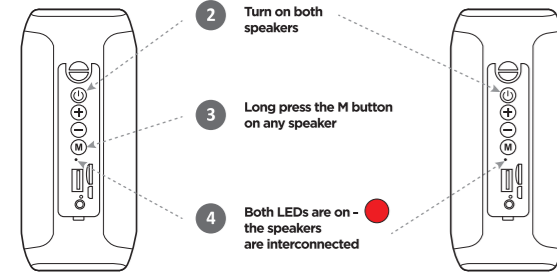 2
Turn on both
speakers
3
Long press the M button
on any speaker
4
Both LEDs are on -
the speakers
are interconnected
M
M